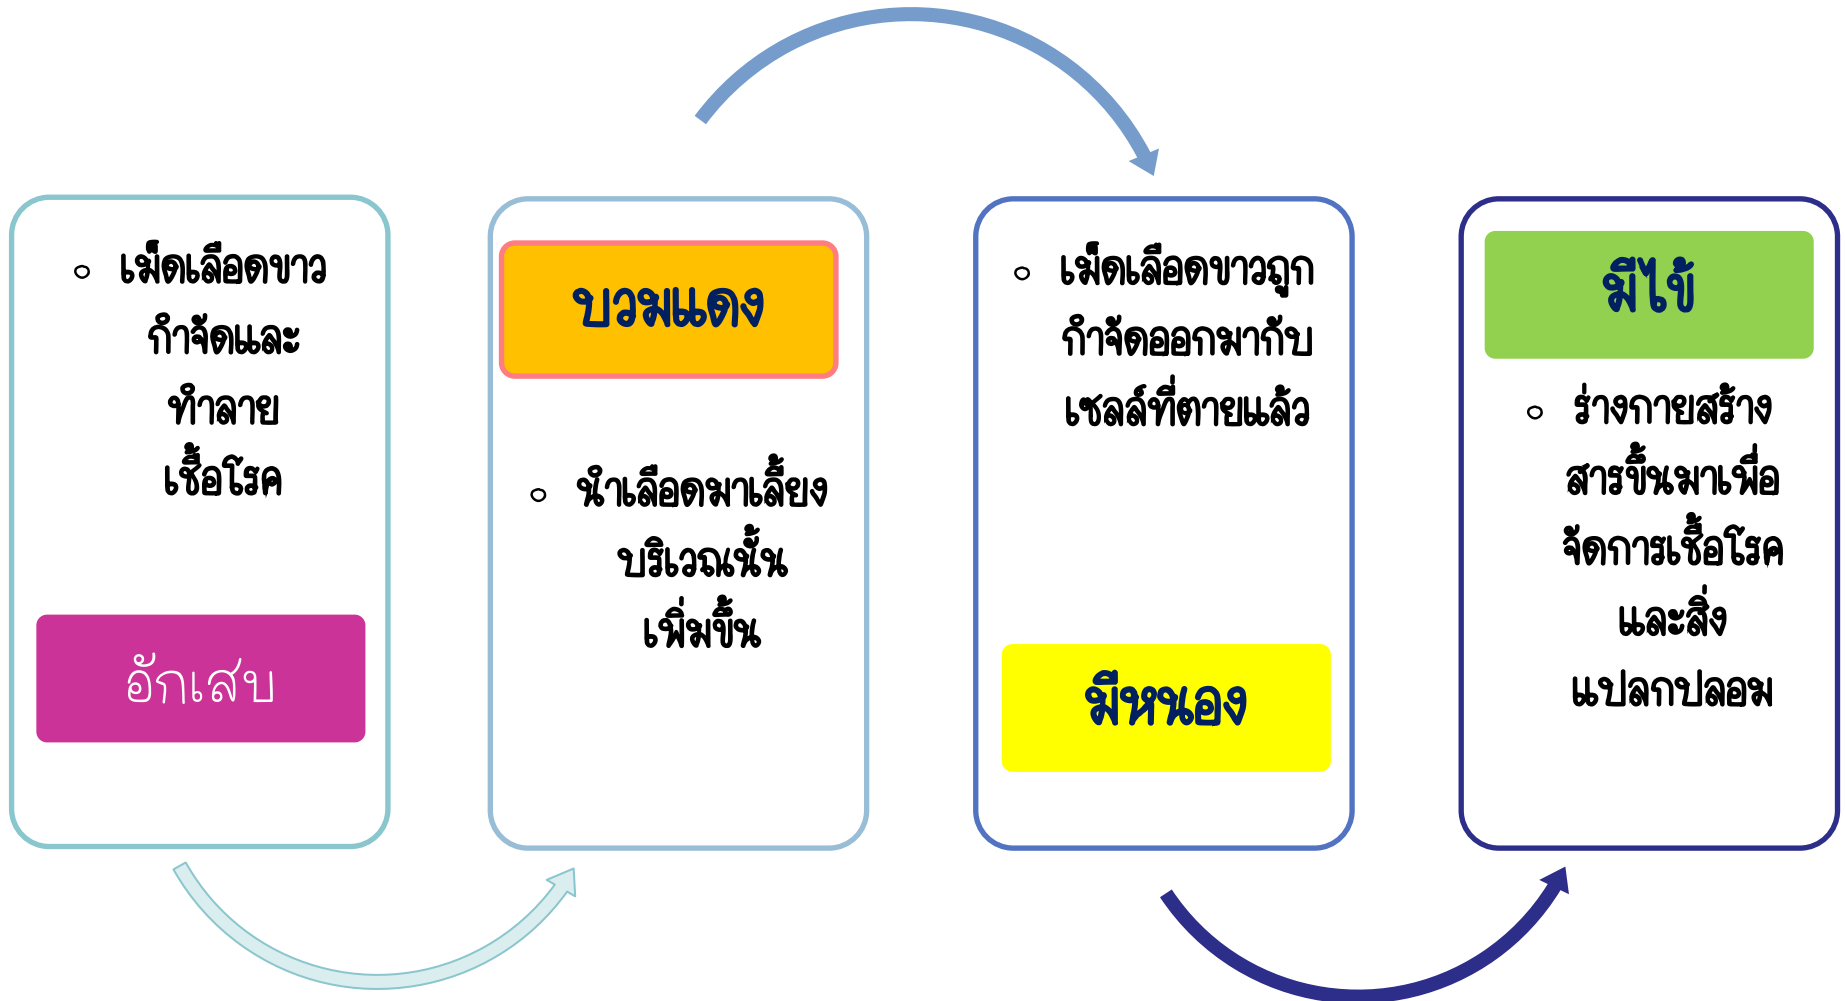 เม็ดเลือดขาว
กำจัดและ
ทำลาย
เชื้อโรค
อักเสบ
บวมแดง
นำเลือดมาเลี้ยง
บริเวณนั้น
เพิ่มขึ้น
เม็ดเลือดขาวถูก
กำจัดออกมากับ
เซลล์ที่ตายแล้ว
มีหนอง
มีไข้
ร่างกายสร้าง
สารขึ้นมาเพื่อ
จัดการเชื้อโรค
และสิ่ง
แปลกปลอม